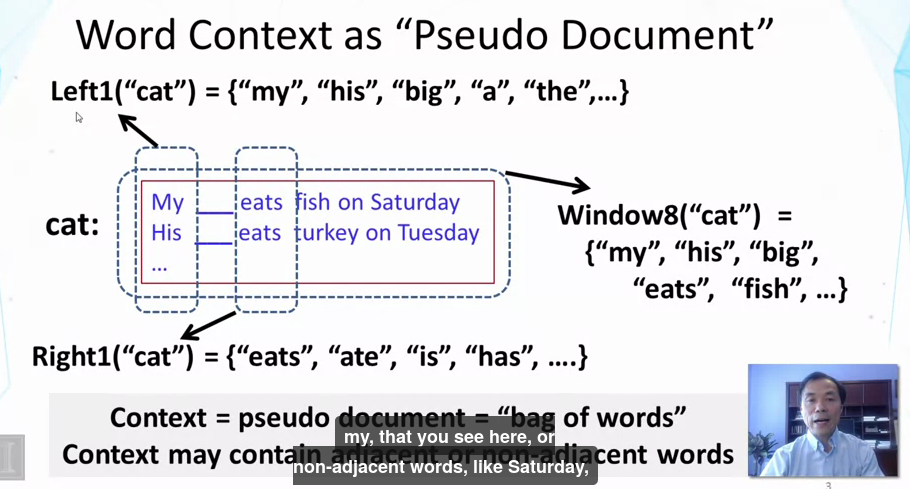 Word Context as “Pseudo Document”
Left1(“cat”) = {“my”, “his”, “big”, “a”, “the”,…}
My ___ eats fish on Saturday
His ___ eats turkey on Tuesday
…
cat:
Window8(“cat”) =
{“my”, “his”, “big”,
“eats”, “fish”, …}
Right1(“cat”) = {“eats”, “ate”, “is”, “has”, ….}
Context = pseudo document = “bag of words”
my, that you see here, or
Context may contain adjacent or non-adjacent words
non-adjacent words, like Saturday,
3